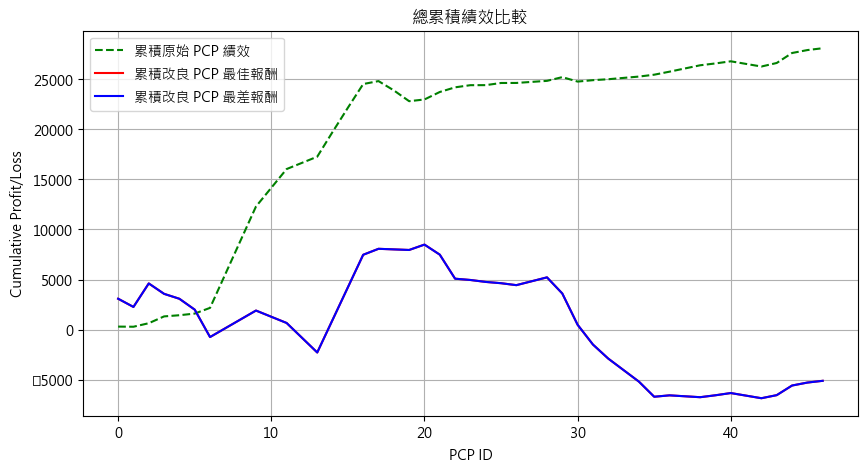 總累積績效比較
累積原始 PCP 績效
累積改良 PCP 最佳報酬
累積改良 PCP 最差報酬
Cumulative Profit/Loss
25000
20000
15000
10000
5000
0
□5000
0 10 20 30 40
PCP ID